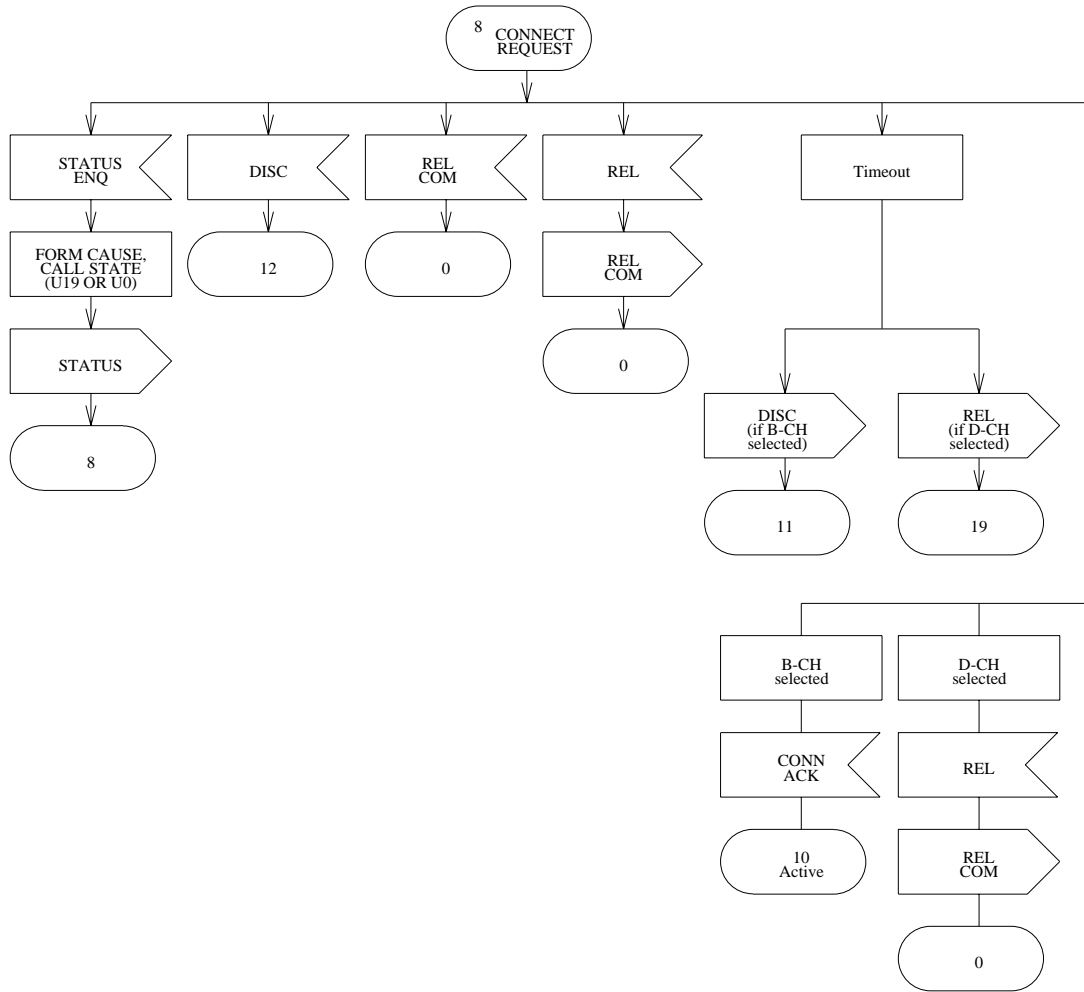 8 CONNECT
REQUEST
STATUS
ENQ
DISC
REL
COM
REL
Timeout
FORM CAUSE,
CALL STATE
(U19 OR U0)
12
0
REL
COM
STATUS
0
8
DISC
(if B-CH
selected)
REL
(if D-CH
selected)
11
19
B-CH
selected
D-CH
selected
CONN
ACK
REL
10
Active
REL
COM
0